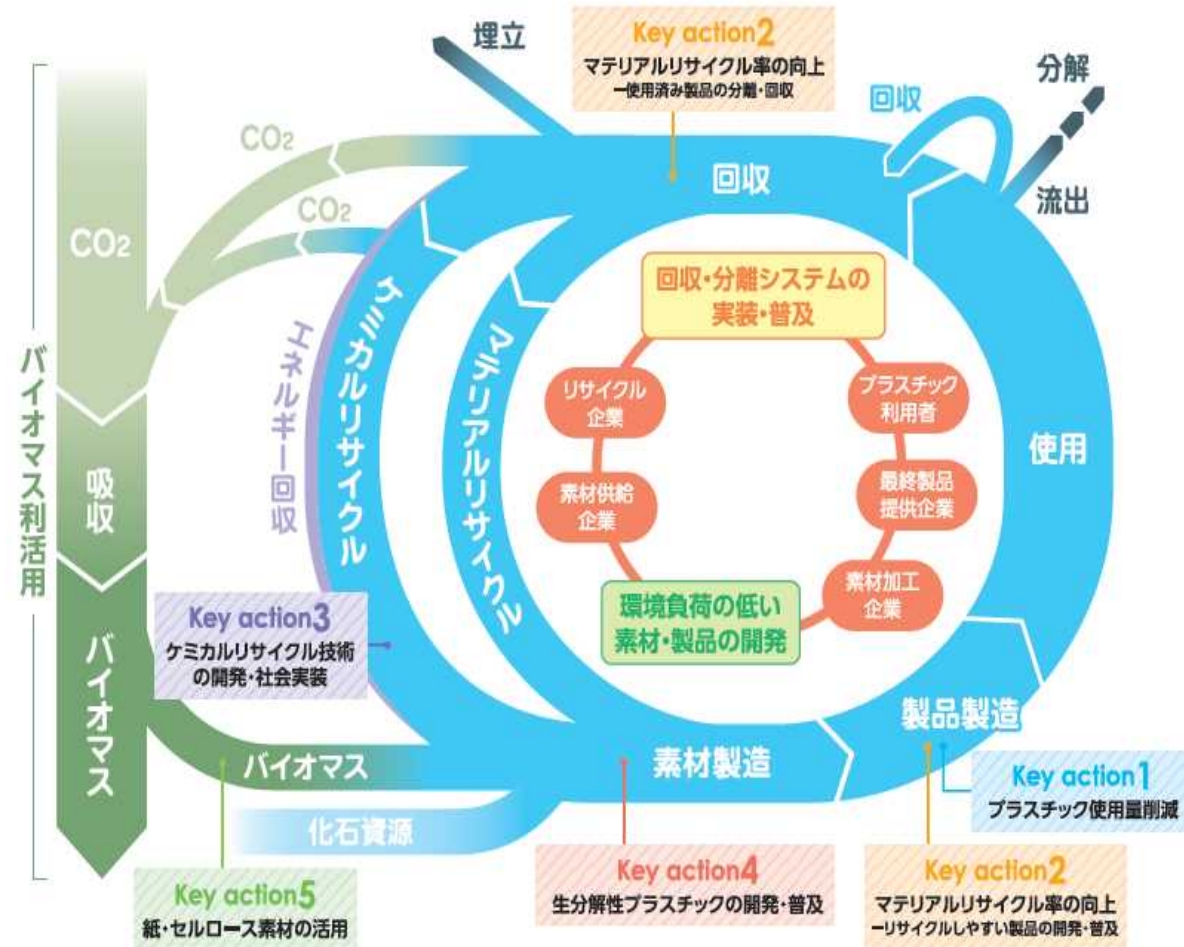 Key action2
マテリアルリサイクル率の向上
ー使用済み製品の分離・回収
埋立
回収
分解
流出
CO2
CO2
CO2
回収
バイオマス利活用
吸収
バイオマス
エネルギー回収
ケミカルリサイクル
マテリアルリサイクル
回収・分離システムの
実装・普及
リサイクル
企業
プラスチック
利用者
素材供給
企業
最終製品
提供企業
素材加工
企業
環境負荷の低い
素材・製品の開発
使用
Key action3
ケミカルリサイクル技術
の開発・社会実装
製品製造
素材製造
バイオマス
化石資源
Key action1
プラスチック使用量削減
Key action5
紙・セルロース素材の活用
Key action4
生分解性プラスチックの開発・普及
Key action2
マテリアルリサイクル率の向上
ーリサイクルしやすい製品の開発・普及